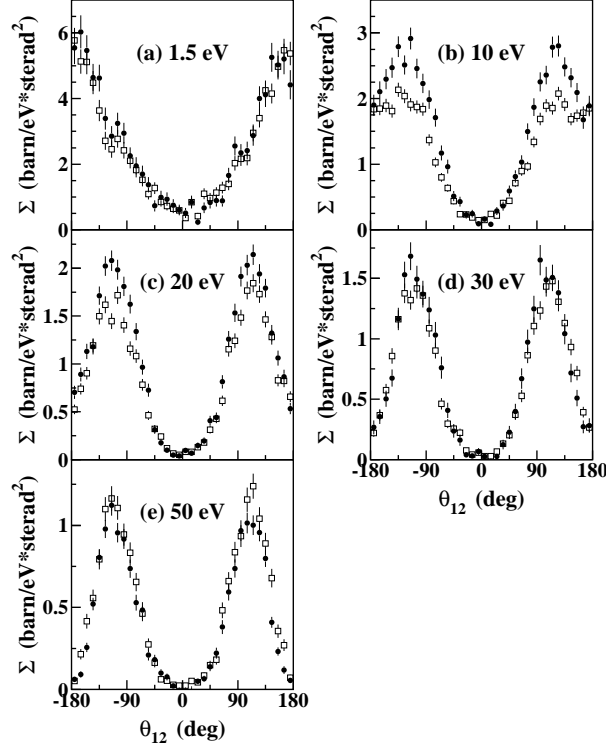 (a) 1.5 eV
6
4
2
0
Σ (barn/eV*sterad²)
(b) 10 eV
3
2
1
0
Σ (barn/eV*sterad²)
(c) 20 eV
2
1.5
1
0.5
0
Σ (barn/eV*sterad²)
(d) 30 eV
1.5
1
0.5
0
Σ (barn/eV*sterad²)
-180 -90 0 90 180
θ₁₂ (deg)
(e) 50 eV
1
0.5
0
Σ (barn/eV*sterad²)
-180 -90 0 90 180
θ₁₂ (deg)